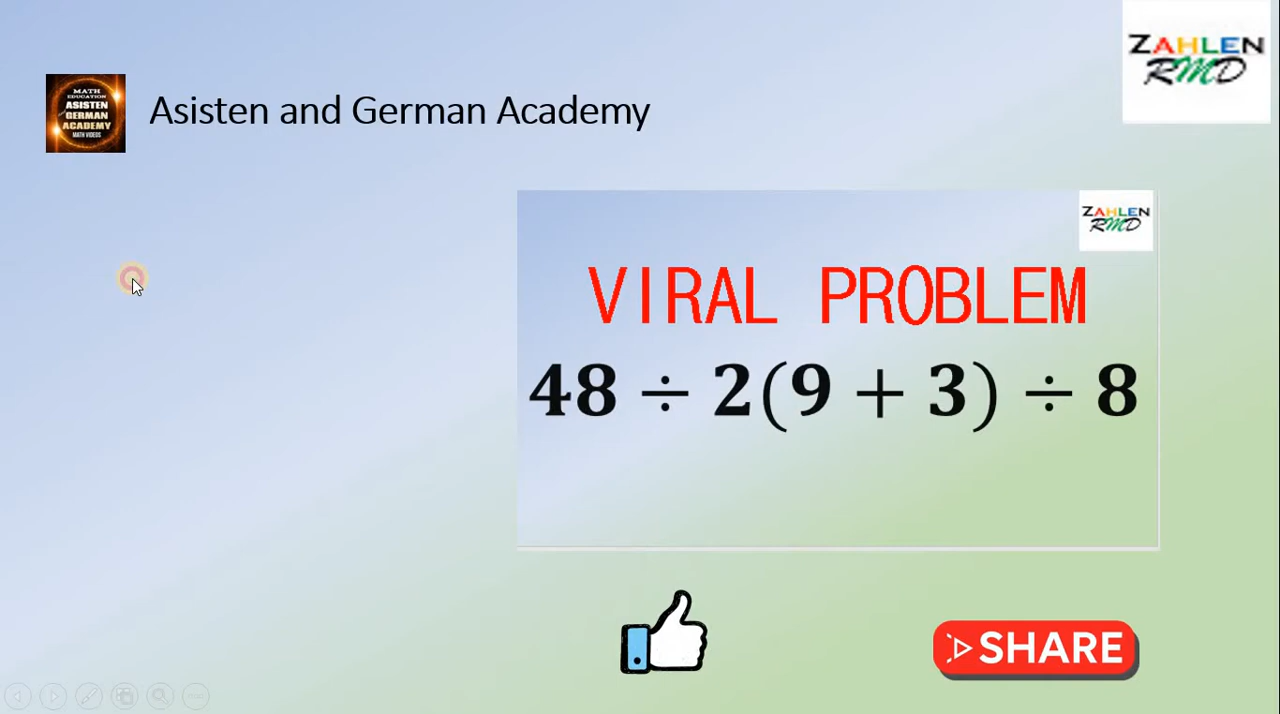 ZAHLEN
RMD
MATH
EDUCATION
ASISTEN
GERMAN
ACADEMY
MATH VIDEOS
Asisten and German Academy
ZAHLEN
RMD
VIRAL PROBLEM
48 ÷ 2(9 + 3) ÷ 8
SHARE